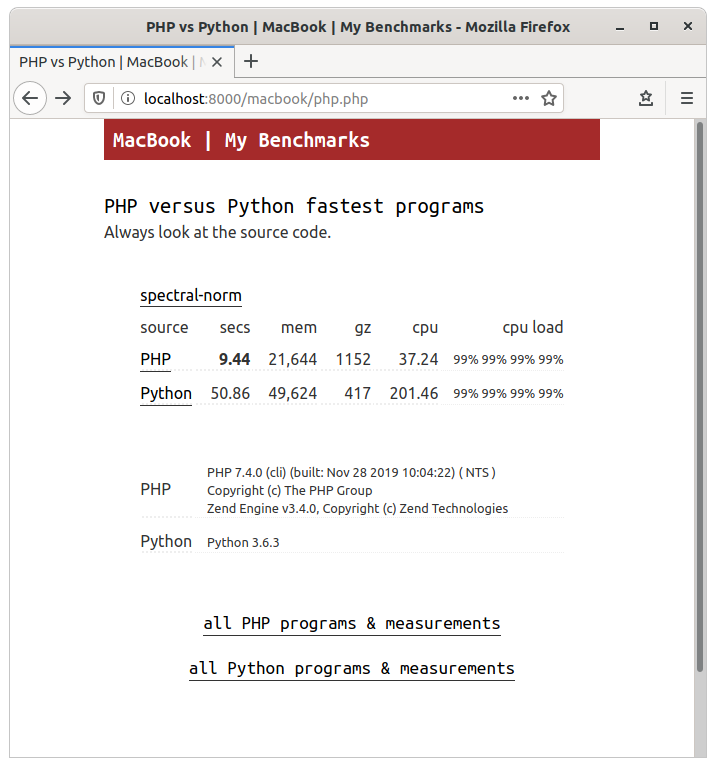 PHP vs Python | MacBook | My Benchmarks - Mozilla Firefox
PHP vs Python | MacBook |
localhost:8000/macbook/php.php
MacBook | My Benchmarks
PHP versus Python fastest programs
Always look at the source code.
spectral-norm
source secs mem gz cpu cpu load
PHP 9.44 21,644 1152 37.24 99% 99% 99% 99%
Python 50.86 49,624 417 201.46 99% 99% 99% 99%
PHP 7.4.0 (cli) (built: Nov 28 2019 10:04:22) ( NTS )
PHP Copyright (c) The PHP Group
Zend Engine v3.4.0, Copyright (c) Zend Technologies
Python Python 3.6.3
all PHP programs & measurements
all Python programs & measurements